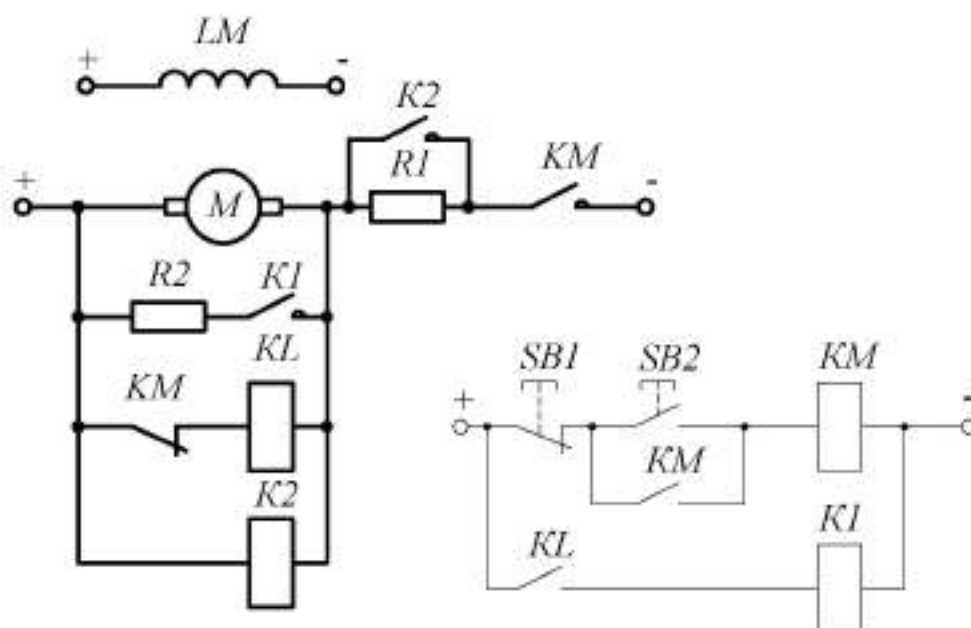 LM
+ -
K2
R1 KM
+ M -
R2 K1
KL
KM
K2
SB1 SB2 KM
+ -
KM
KL K1